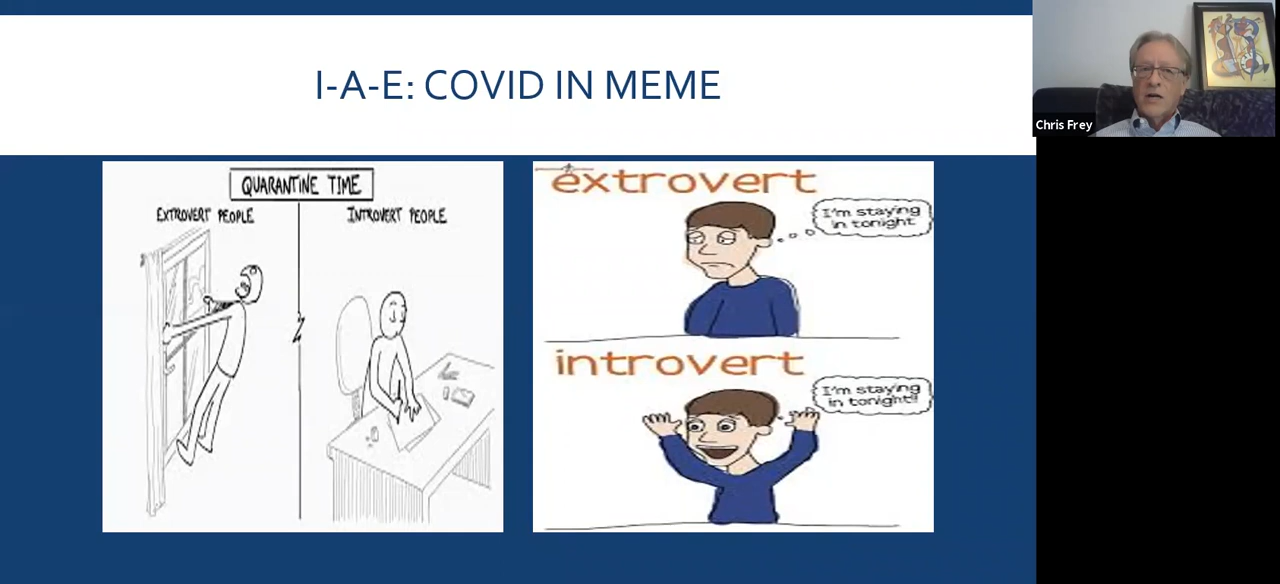 I-A-E: COVID IN MEME
Chris Frey
QUARANTINE TIME
EXTROVERT PEOPLE
INTROVERT PEOPLE
extrovert
I'm staying
in tonight
introvert
I'm staying
in tonight!!